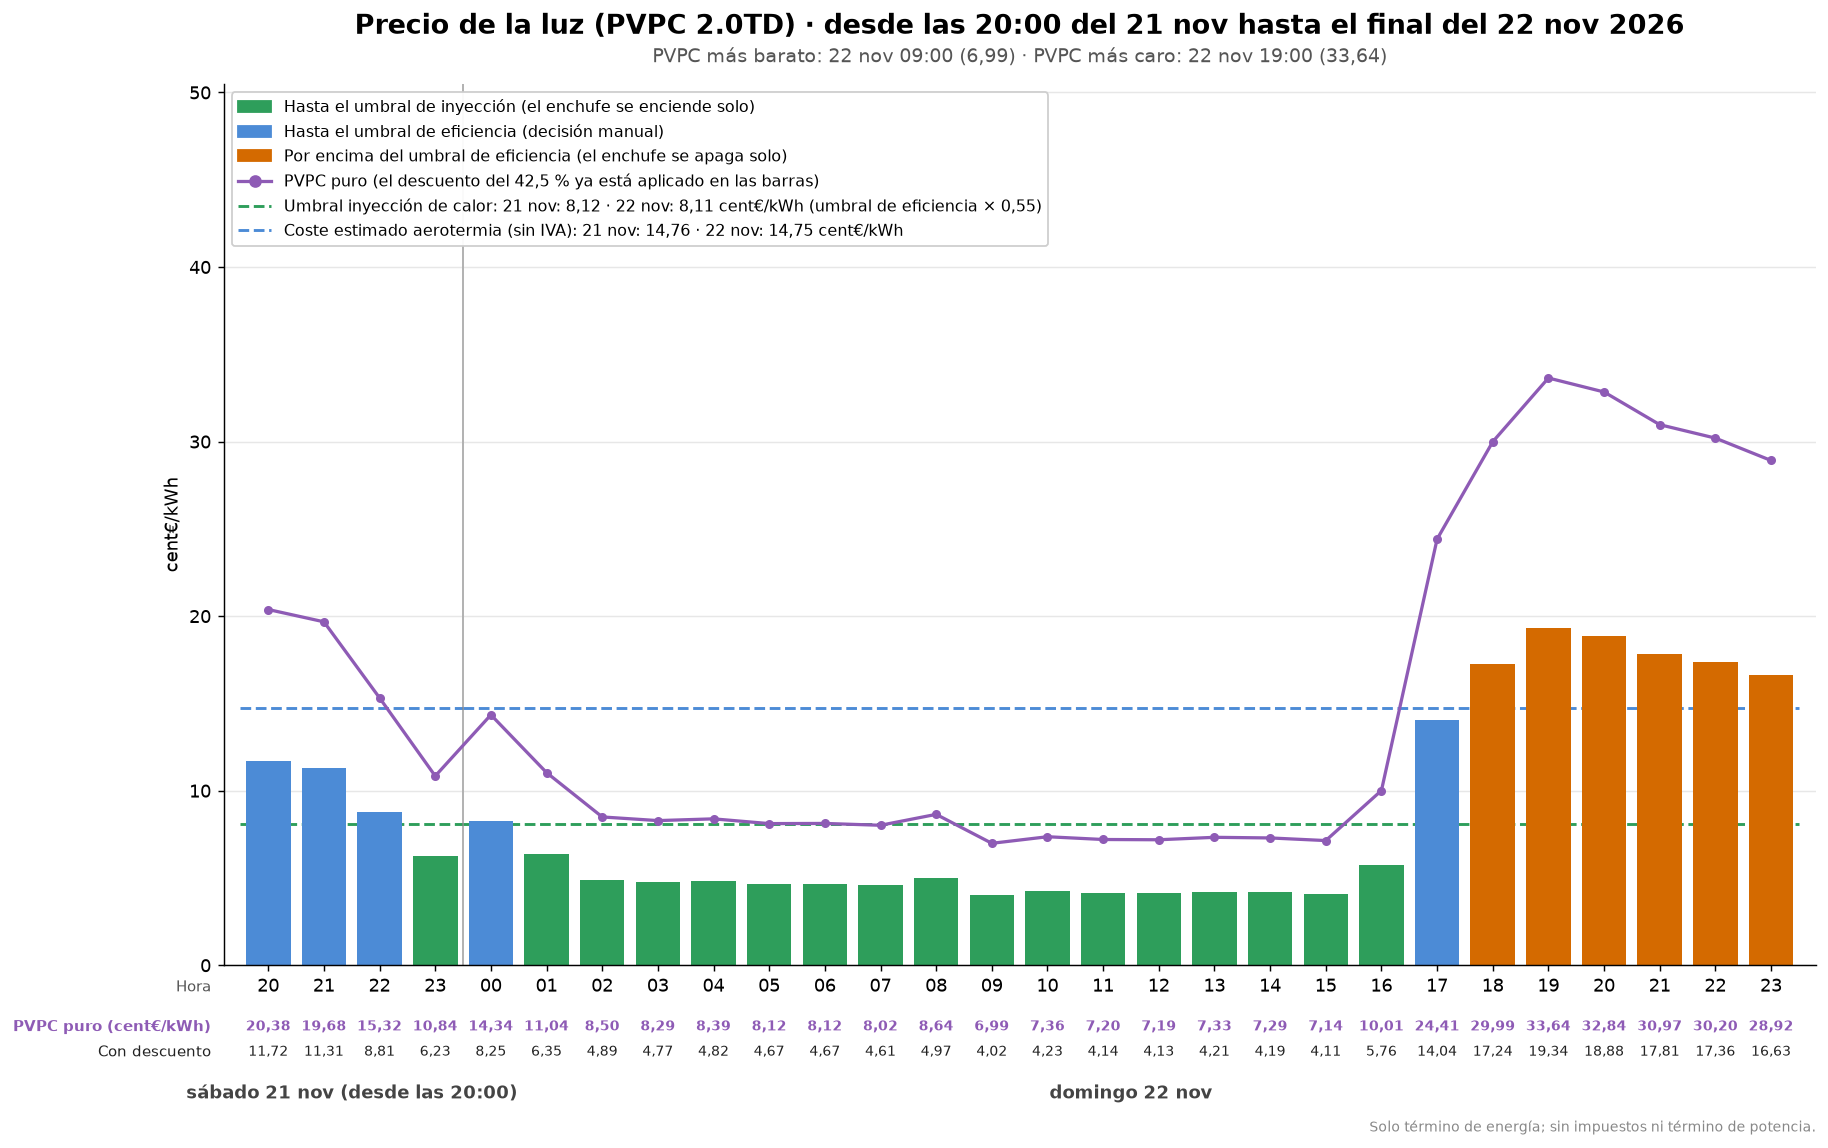 Precio de la luz (PVPC 2.0TD) · desde las 20:00 del 21 nov hasta el final del 22 nov 2026
PVPC más barato: 22 nov 09:00 (6,99) · PVPC más caro: 22 nov 19:00 (33,64)
Hasta el umbral de inyección (el enchufe se enciende solo)
Hasta el umbral de eficiencia (decisión manual)
Por encima del umbral de eficiencia (el enchufe se apaga solo)
PVPC puro (el descuento del 42,5 % ya está aplicado en las barras)
Umbral inyección de calor: 21 nov: 8,12 · 22 nov: 8,11 cent€/kWh (umbral de eficiencia × 0,55)
Coste estimado aerotermia (sin IVA): 21 nov: 14,76 · 22 nov: 14,75 cent€/kWh
cent€/kWh
50
40
30
20
10
0
Hora 20 21 22 23 00 01 02 03 04 05 06 07 08 09 10 11 12 13 14 15 16 17 18 19 20 21 22 23
PVPC puro (cent€/kWh) 20,38 19,68 15,32 10,84 14,34 11,04 8,50 8,29 8,39 8,12 8,12 8,02 8,64 6,99 7,36 7,20 7,19 7,33 7,29 7,14 10,01 24,41 29,99 33,64 32,84 30,97 30,20 28,92
Con descuento 11,72 11,31 8,81 6,23 8,25 6,35 4,89 4,77 4,82 4,67 4,67 4,61 4,97 4,02 4,23 4,14 4,13 4,21 4,19 4,11 5,76 14,04 17,24 19,34 18,88 17,81 17,36 16,63
sábado 21 nov (desde las 20:00) domingo 22 nov
Solo término de energía; sin impuestos ni término de potencia.